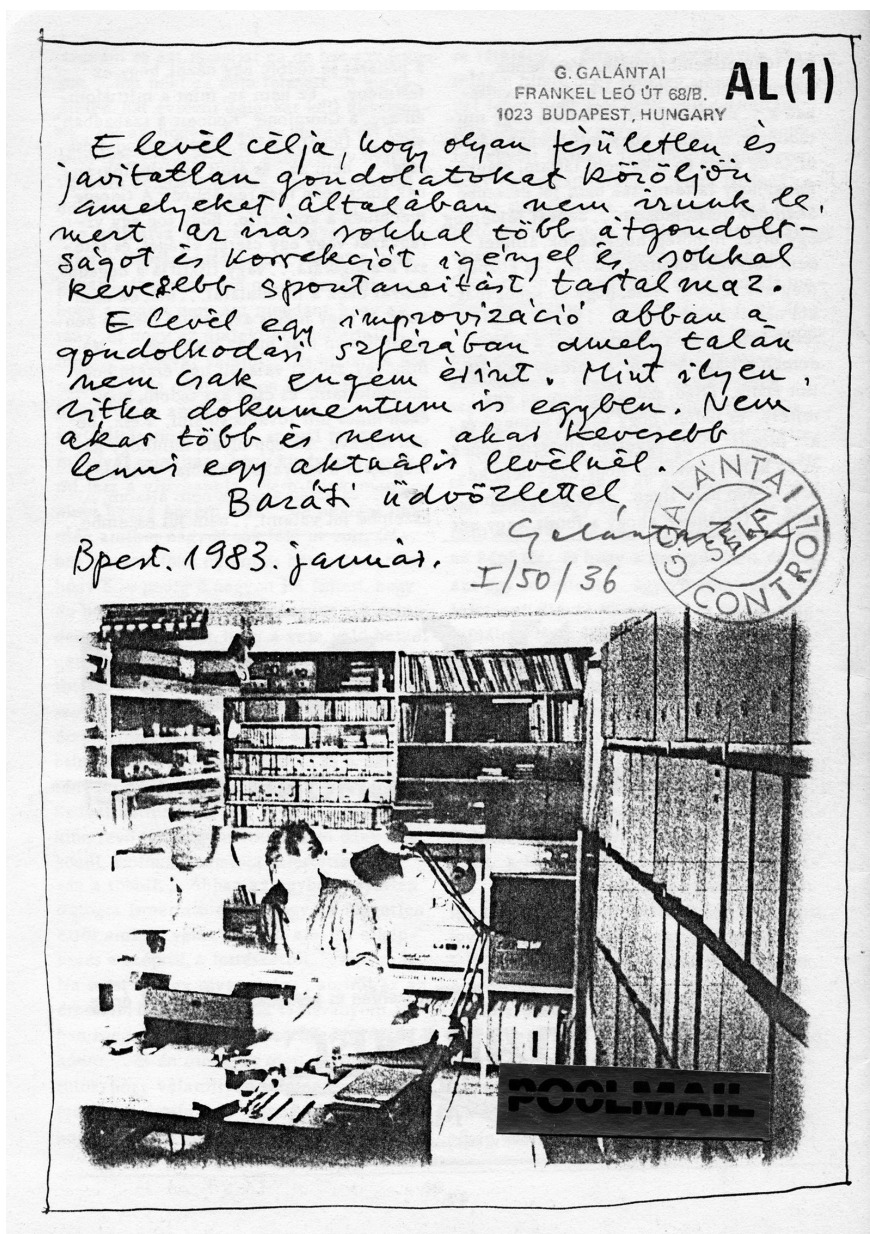 G. GALÁNTAI
FRANKEL LEÓ ÚT 68/B.
1023 BUDAPEST, HUNGARY
AL(1)
E levél célja, hogy olyan fésületlen és
javitatlan gondolatokat közöljön
amelyeket általában nem irunk le,
mert az irás sokkal több átgondolt-
ságot és korrekciót igényel és sokkal
kevesebb spontaneitást tartalmaz.
E levél egy improvizáció abban a
gondolkodási szférában amely talán
nem csak engem érint. Mint ilyen,
ritka dokumentum is egyben. Nem
akar több és nem akar kevesebb
lenni egy aktuális levélnél.
Baráti üdvözlettel
Galántai
Bpest. 1983. január.
I/50/36
G. GALÁNTAI
SELF
CONTROL
POOLMAIL